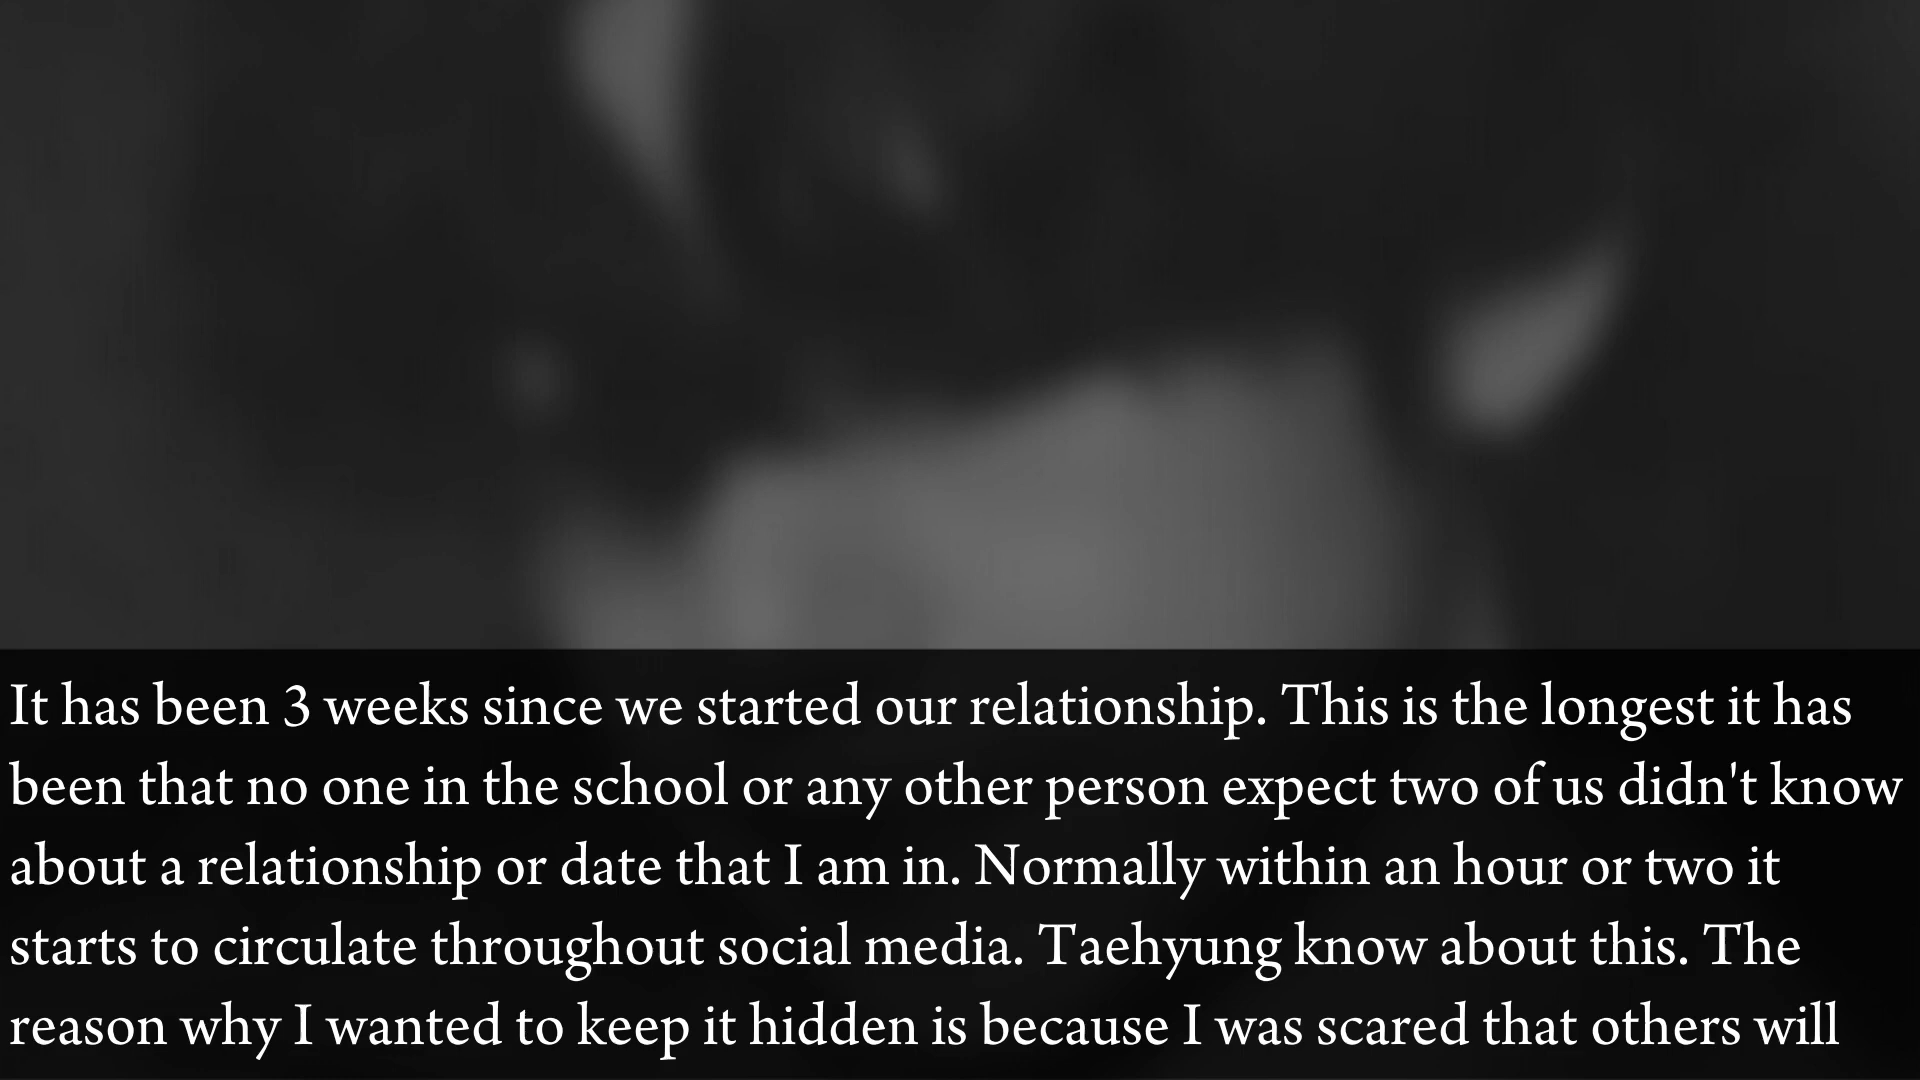 It has been 3 weeks since we started our relationship. This is the longest it has
been that no one in the school or any other person expect two of us didn't know
about a relationship or date that I am in. Normally within an hour or two it
starts to circulate throughout social media. Taehyung know about this. The
reason why I wanted to keep it hidden is because I was scared that others will